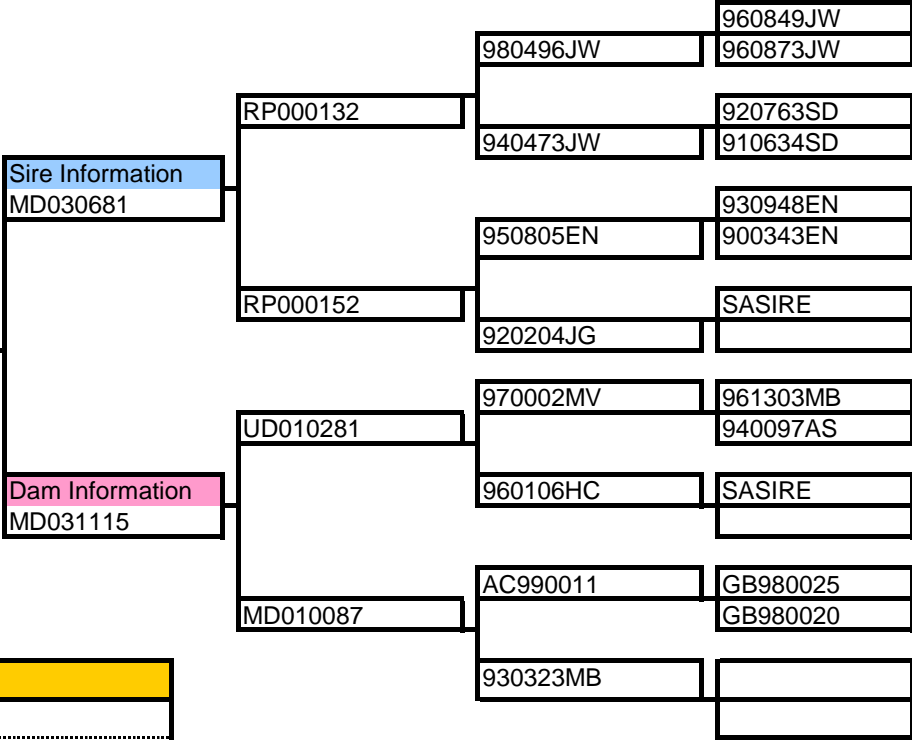 960849JW
980496JW 960873JW
RP000132 920763SD
940473JW 910634SD
Sire Information
MD030681 930948EN
950805EN 900343EN
RP000152 SASIRE
920204JG
970002MV 961303MB
UD010281 940097AS
Dam Information 960106HC SASIRE
MD031115
AC990011 GB980025
MD010087 GB980020
930323MB